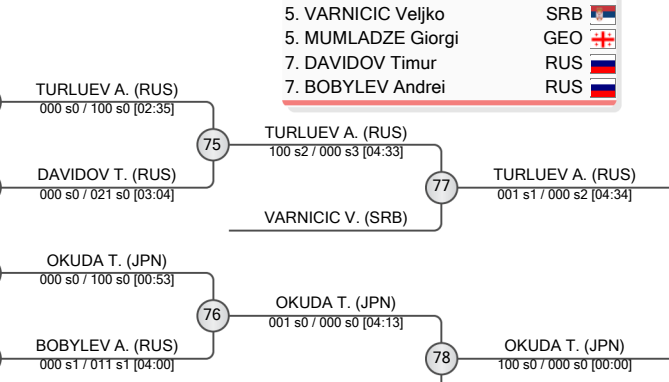 5. VARNICIC Veljko SRB
5. MUMLADZE Giorgi GEO
7. DAVIDOV Timur RUS
7. BOBYLEV Andrei RUS
TURLUEV A. (RUS)
000 s0 / 100 s0 [02:35]
75
TURLUEV A. (RUS)
100 s2 / 000 s3 [04:33]
DAVIDOV T. (RUS)
000 s0 / 021 s0 [03:04]
77
TURLUEV A. (RUS)
001 s1 / 000 s2 [04:34]
VARNICIC V. (SRB)
OKUDA T. (JPN)
000 s0 / 100 s0 [00:53]
76
OKUDA T. (JPN)
001 s0 / 000 s0 [04:13]
BOBYLEV A. (RUS)
000 s1 / 011 s1 [04:00]
78
OKUDA T. (JPN)
100 s0 / 000 s0 [00:00]